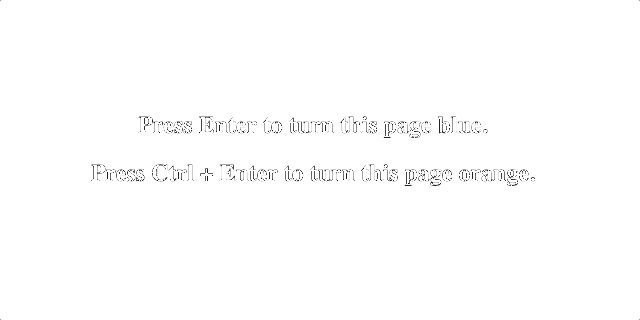 Press Enter to turn this page blue.
Press Ctrl + Enter to turn this page orange.